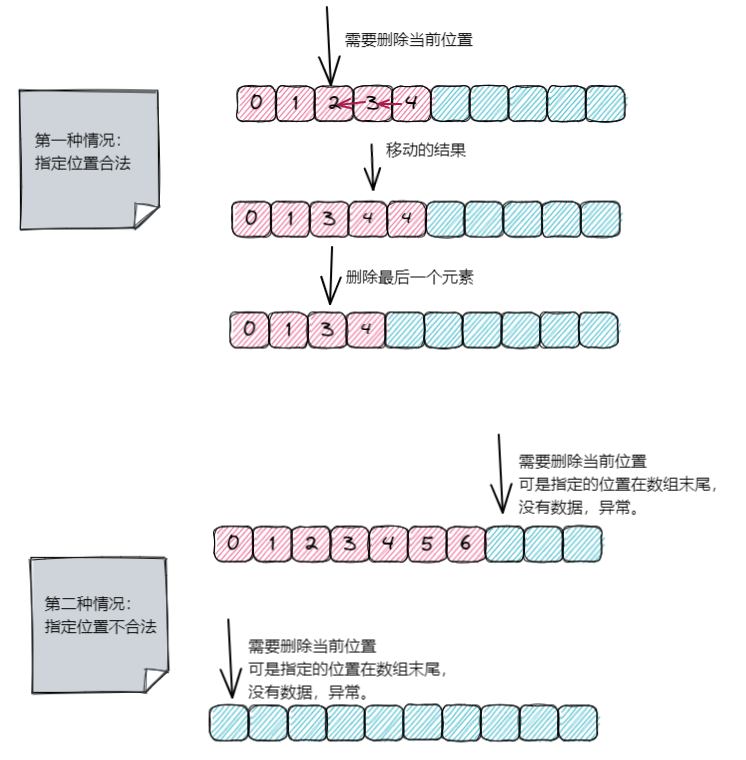 需要删除当前位置
0 1 2 3 4
第一种情况：
指定位置合法
移动的结果
0 1 3 4 4
删除最后一个元素
0 1 3 4
需要删除当前位置
可是指定的位置在数组末尾，
没有数据，异常。
0 1 2 3 4 5 6
第二种情况：
指定位置不合法
需要删除当前位置
可是指定的位置在数组末尾，
没有数据，异常。